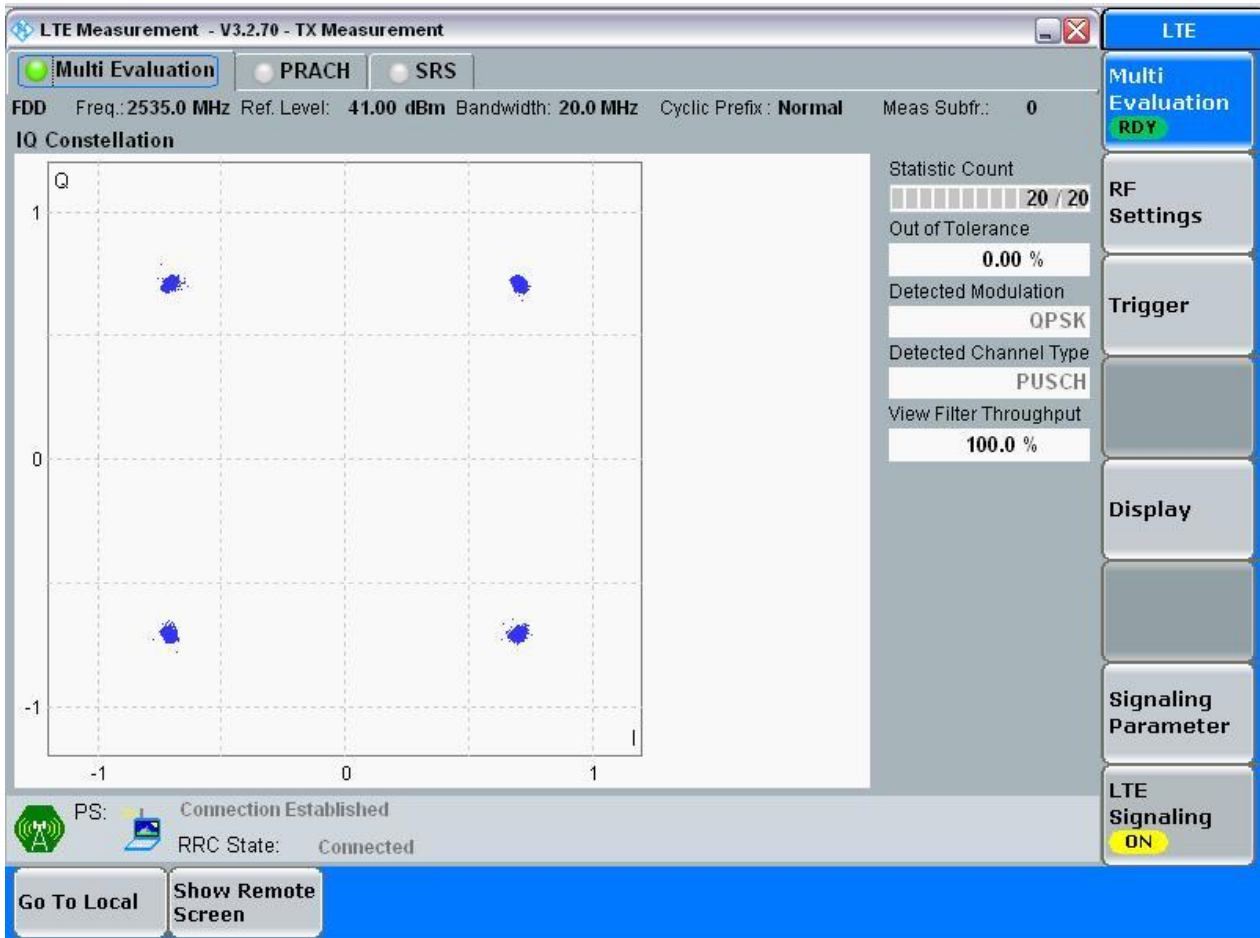 LTE Measurement - V3.2.70 - TX Measurement
LTE
Multi Evaluation PRACH SRS
Multi
Evaluation
RDY
FDD Freq.: 2535.0 MHz Ref. Level: 41.00 dBm Bandwidth: 20.0 MHz Cyclic Prefix : Normal Meas Subfr.: 0
IQ Constellation
Q
1
0
-1
I
-1 0 1
Statistic Count
20 / 20
Out of Tolerance
0.00 %
Detected Modulation
QPSK
Detected Channel Type
PUSCH
View Filter Throughput
100.0 %
RF
Settings
Trigger
Display
Signaling
Parameter
LTE
Signaling
ON
PS: Connection Established
RRC State: Connected
Go To Local
Show Remote
Screen